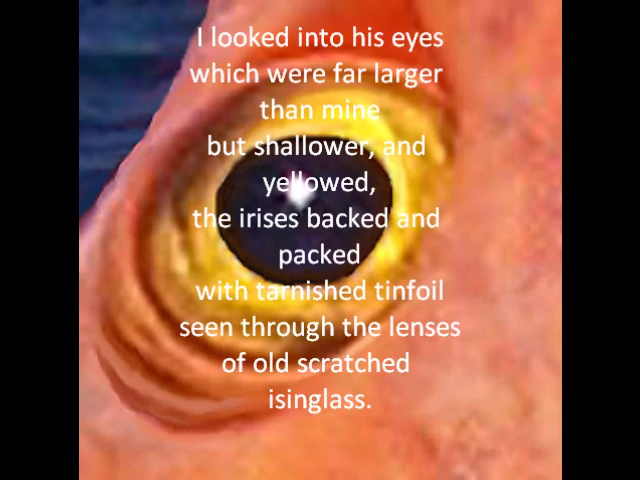 I looked into his eyes
which were far larger
than mine
but shallower, and
yellowed,
the irises backed and
packed
with tarnished tinfoil
seen through the lenses
of old scratched
isinglass.